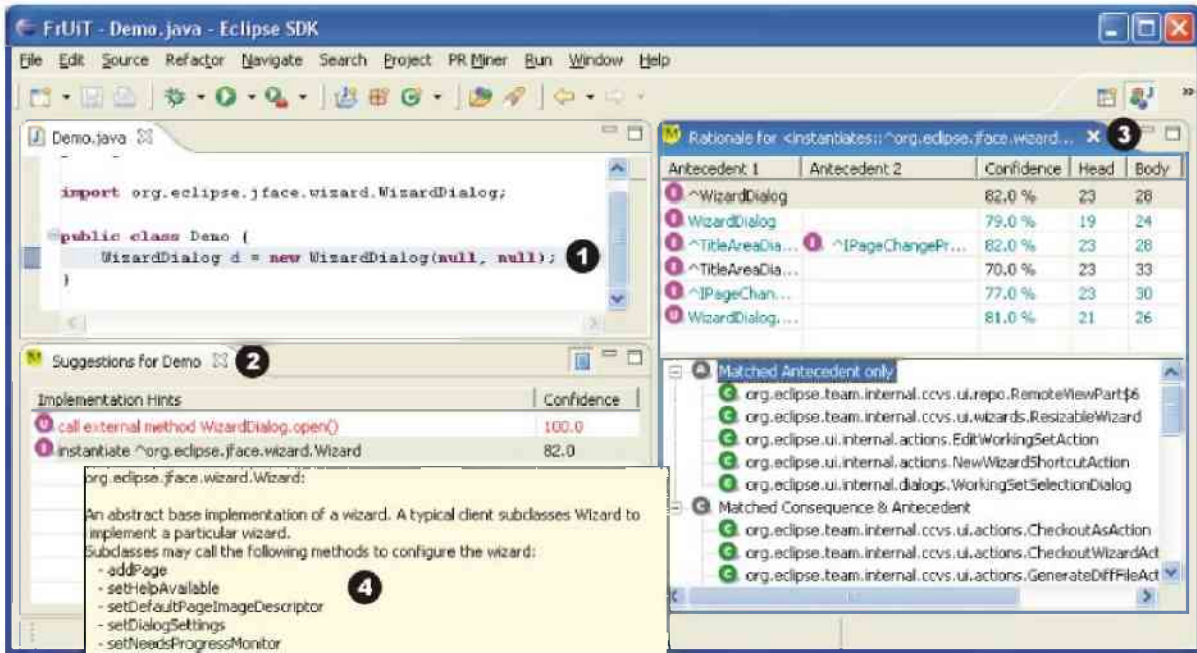 FrUiT - Demo.java - Eclipse SDK
File Edit Source Refactor Navigate Search Project PR Miner Run Window Help
Demo.java
import org.eclipse.jface.wizard.WizardDialog;
public class Demo {
WizardDialog d = new WizardDialog(null, null); 1
}
Suggestions for Demo 2
Implementation Hints Confidence
call external method WizardDialog.open() 100.0
instantiate ^org.eclipse.jface.wizard.Wizard 82.0
org.eclipse.jface.wizard.Wizard:
An abstract base implementation of a wizard. A typical client subclasses Wizard to
implement a particular wizard.
Subclasses may call the following methods to configure the wizard:
- addPage
- setHelpAvailable 4
- setDefaultPageImageDescriptor
- setDialogSettings
- setNeedsProgressMonitor
Rationale for <instantiates::^org.eclipse.jface.wizard... 3
Antecedent 1 Antecedent 2 Confidence Head Body
I ^WizardDialog 82.0 % 23 28
WizardDialog 79.0 % 19 24
I ^TitleAreaDia... I ^IPageChangePr... 82.0 % 23 28
I ^TitleAreaDia... 70.0 % 23 33
I ^IPageChan... 77.0 % 23 30
U WizardDialog.... 81.0 % 21 26
A Matched Antecedent only
C org.eclipse.team.internal.ccvs.ui.repo.RemoteViewPart$6
C org.eclipse.team.internal.ccvs.ui.wizards.ResizableWizard
C org.eclipse.ui.internal.actions.EditWorkingSetAction
C org.eclipse.ui.internal.actions.NewWizardShortcutAction
C org.eclipse.ui.internal.dialogs.WorkingSetSelectionDialog
C Matched Consequence & Antecedent
C org.eclipse.team.internal.ccvs.ui.actions.CheckoutAsAction
C org.eclipse.team.internal.ccvs.ui.actions.CheckoutWizardAct
C org.eclipse.team.internal.ccvs.ui.actions.GenerateDiffFileAct